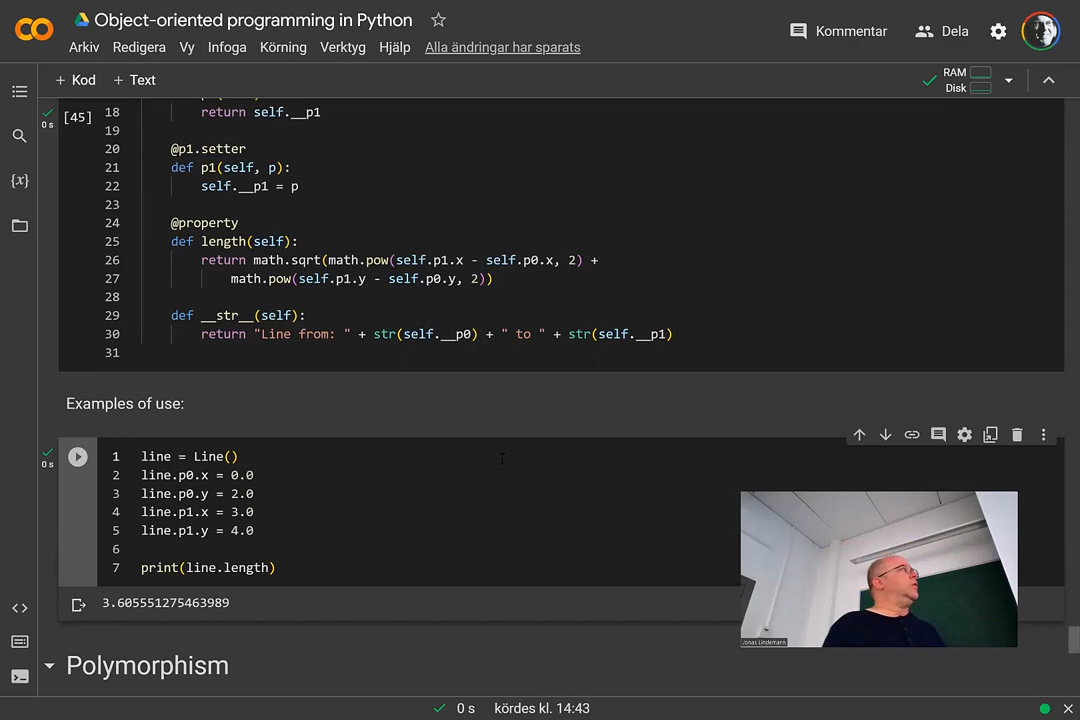 Object-oriented programming in Python
Arkiv Redigera Vy Infoga Körning Verktyg Hjälp Alla ändringar har sparats
Kommentar Dela
+ Kod + Text
RAM
Disk
0 s
[45]
18 return self.__p1
19
20 @p1.setter
21 def p1(self, p):
22 self.__p1 = p
23
24 @property
25 def length(self):
26 return math.sqrt(math.pow(self.p1.x - self.p0.x, 2) +
27 math.pow(self.p1.y - self.p0.y, 2))
28
29 def __str__(self):
30 return "Line from: " + str(self.__p0) + " to " + str(self.__p1)
31
Examples of use:
0 s
1 line = Line()
2 line.p0.x = 0.0
3 line.p0.y = 2.0
4 line.p1.x = 3.0
5 line.p1.y = 4.0
6
7 print(line.length)
3.605551275463989
Jonas Lindemann
Polymorphism
0 s kördes kl. 14:43